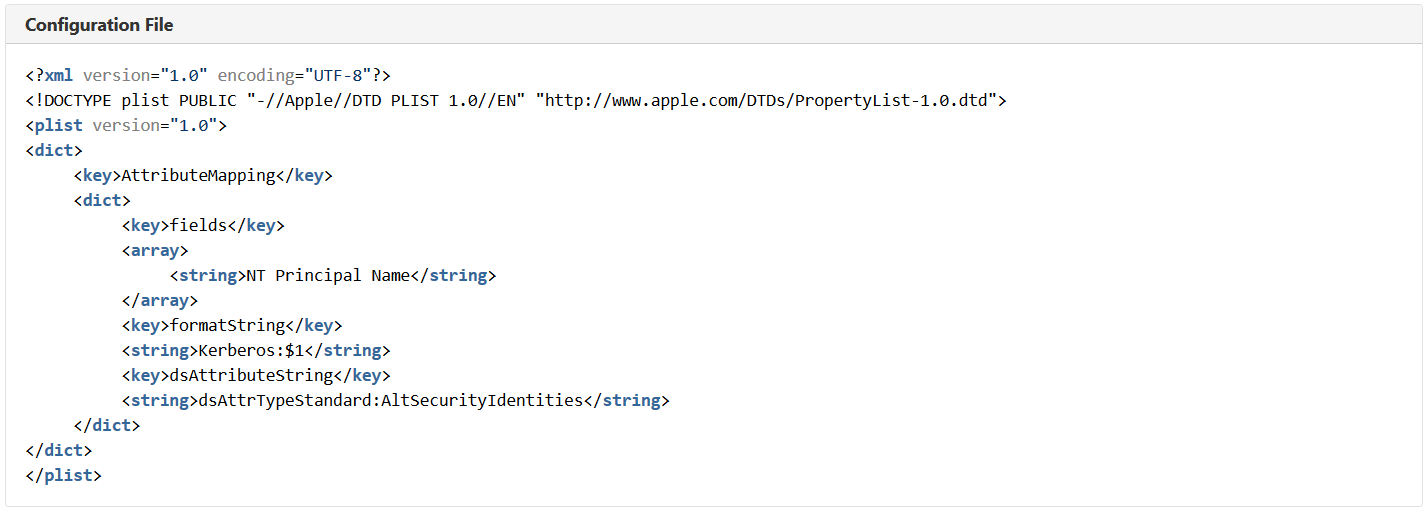 Configuration File
<?xml version="1.0" encoding="UTF-8"?>
<!DOCTYPE plist PUBLIC "-//Apple//DTD PLIST 1.0//EN" "http://www.apple.com/DTDs/PropertyList-1.0.dtd">
<plist version="1.0">
<dict>
     <key>AttributeMapping</key>
     <dict>
          <key>fields</key>
          <array>
               <string>NT Principal Name</string>
          </array>
          <key>formatString</key>
          <string>Kerberos:$1</string>
          <key>dsAttributeString</key>
          <string>dsAttrTypeStandard:AltSecurityIdentities</string>
     </dict>
</dict>
</plist>